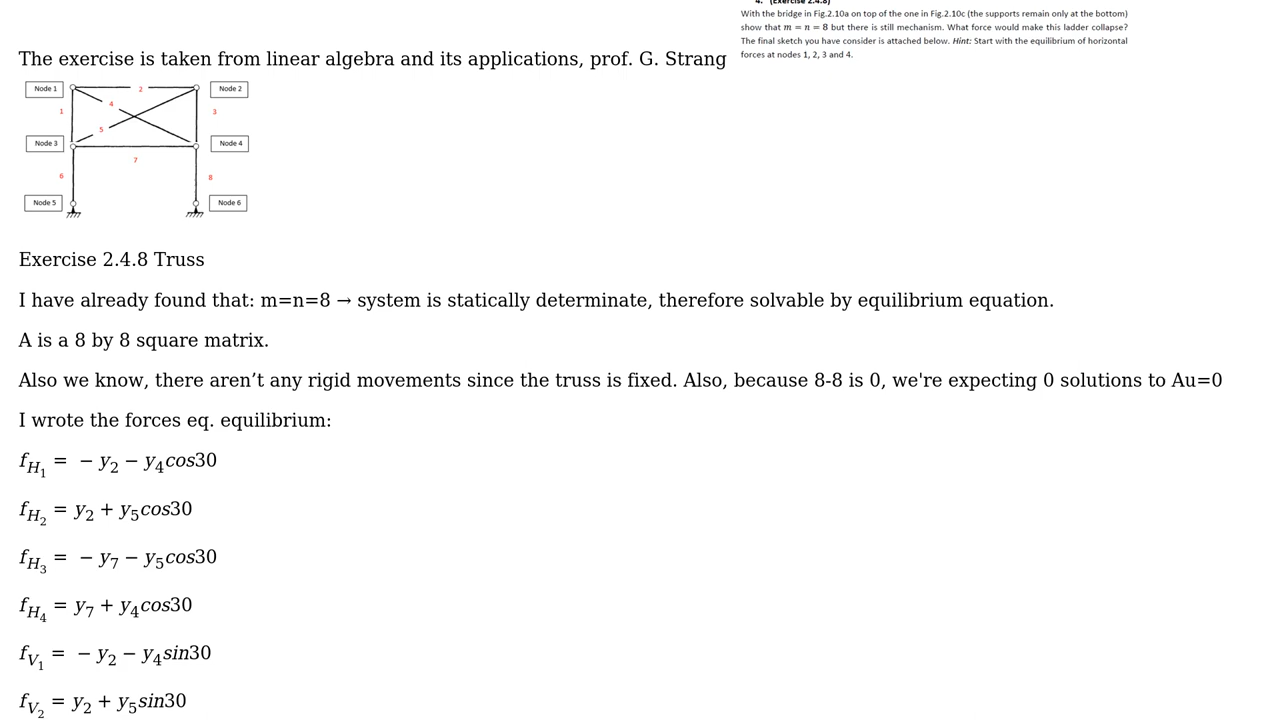 4. (Exercise 2.4.8)
With the bridge in Fig.2.10a on top of the one in Fig.2.10c (the supports remain only at the bottom)
show that m = n = 8 but there is still mechanism. What force would make this ladder collapse?
The final sketch you have consider is attached below. Hint: Start with the equilibrium of horizontal
forces at nodes 1, 2, 3 and 4.
The exercise is taken from linear algebra and its applications, prof. G. Strang
Node 1
2
Node 2
4
1
3
5
Node 3
Node 4
7
6
8
Node 5
Node 6
Exercise 2.4.8 Truss
I have already found that: m=n=8 → system is statically determinate, therefore solvable by equilibrium equation.
A is a 8 by 8 square matrix.
Also we know, there aren’t any rigid movements since the truss is fixed. Also, because 8-8 is 0, we're expecting 0 solutions to Au=0
I wrote the forces eq. equilibrium:
f_{H_1} = − y_2 − y_4cos30
f_{H_2} = y_2 + y_5cos30
f_{H_3} = − y_7 − y_5cos30
f_{H_4} = y_7 + y_4cos30
f_{V_1} = − y_2 − y_4sin30
f_{V_2} = y_2 + y_5sin30